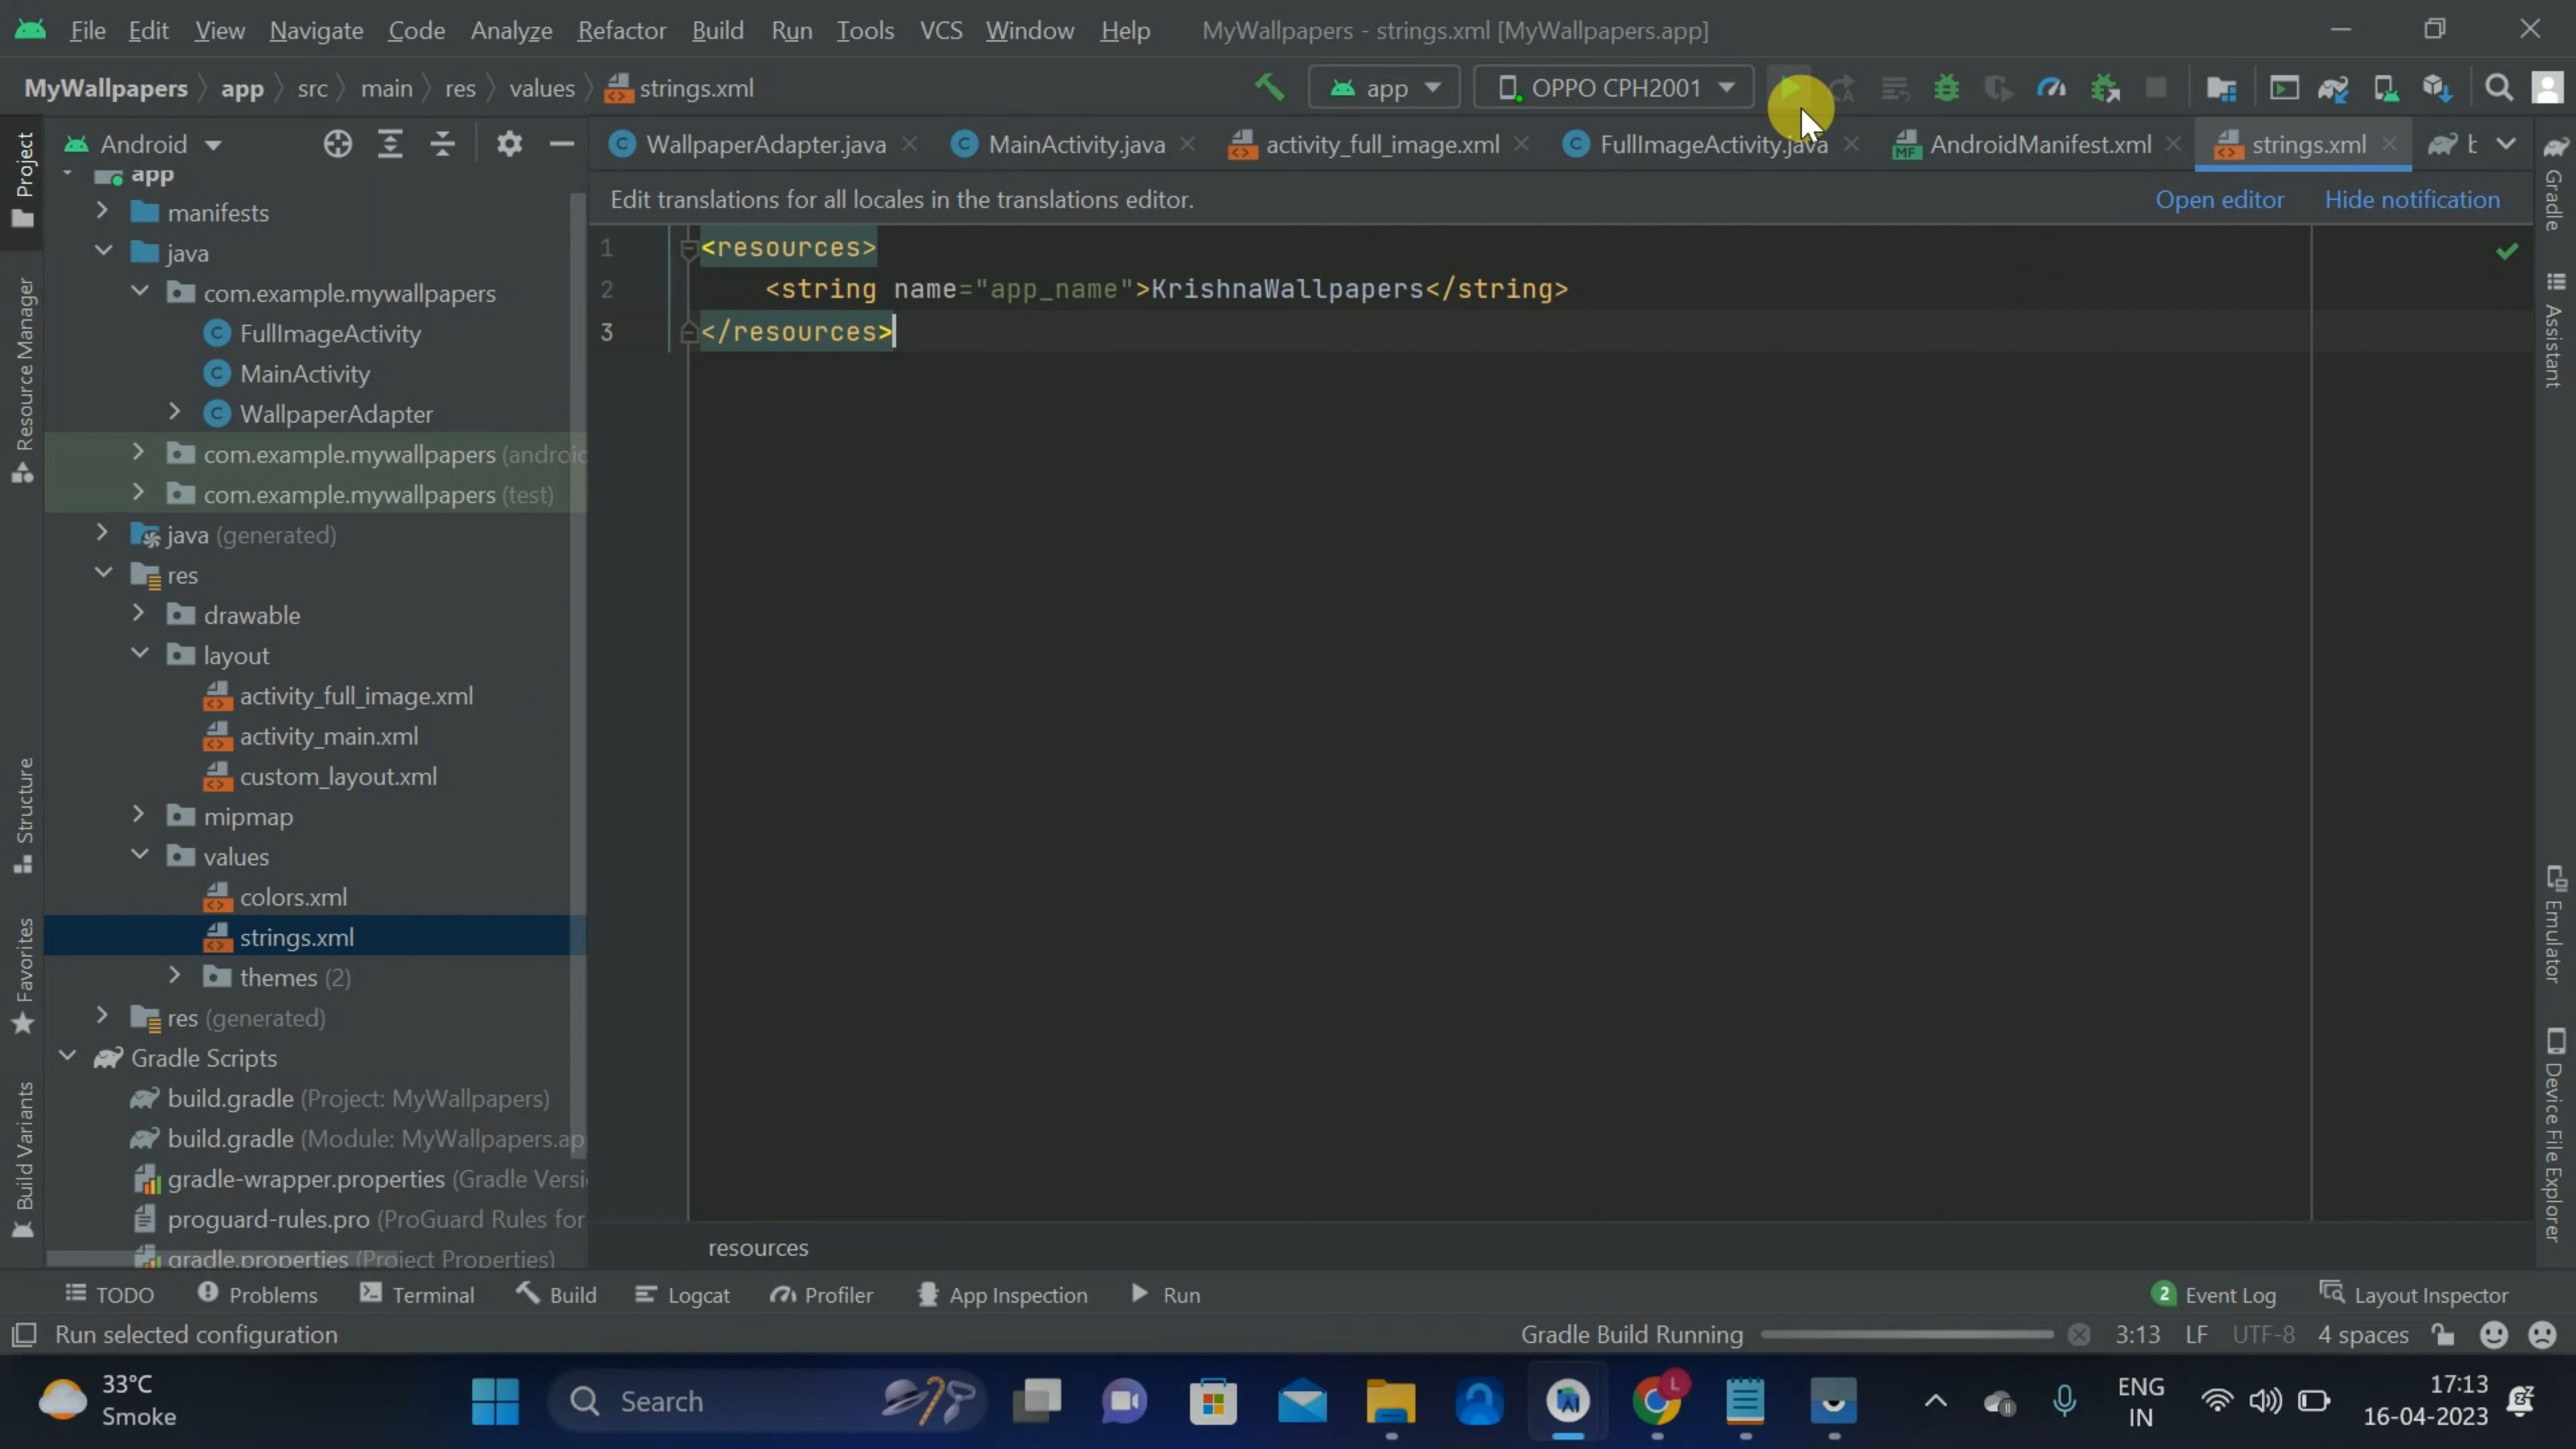 File Edit View Navigate Code Analyze Refactor Build Run Tools VCS Window Help MyWallpapers - strings.xml [MyWallpapers.app]
MyWallpapers app src main res values strings.xml app OPPO CPH2001
Android
WallpaperAdapter.java MainActivity.java activity_full_image.xml FullImageActivity.java AndroidManifest.xml strings.xml
Edit translations for all locales in the translations editor. Open editor Hide notification
Project
Resource Manager
Structure
Favorites
Build Variants
app
manifests
java
com.example.mywallpapers
FullImageActivity
MainActivity
WallpaperAdapter
com.example.mywallpapers (android
com.example.mywallpapers (test)
java (generated)
res
drawable
layout
activity_full_image.xml
activity_main.xml
custom_layout.xml
mipmap
values
colors.xml
strings.xml
themes (2)
res (generated)
Gradle Scripts
build.gradle (Project: MyWallpapers)
build.gradle (Module: MyWallpapers.ap
gradle-wrapper.properties (Gradle Versi
proguard-rules.pro (ProGuard Rules for
gradle.properties (Project Properties)
1 <resources>
2 <string name="app_name">KrishnaWallpapers</string>
3 </resources>
resources
Gradle
Assistant
Emulator
Device File Explorer
TODO Problems Terminal Build Logcat Profiler App Inspection Run 2 Event Log Layout Inspector
Run selected configuration Gradle Build Running 3:13 LF UTF-8 4 spaces
33°C
Smoke
Search
L
ENG
IN
17:13
16-04-2023